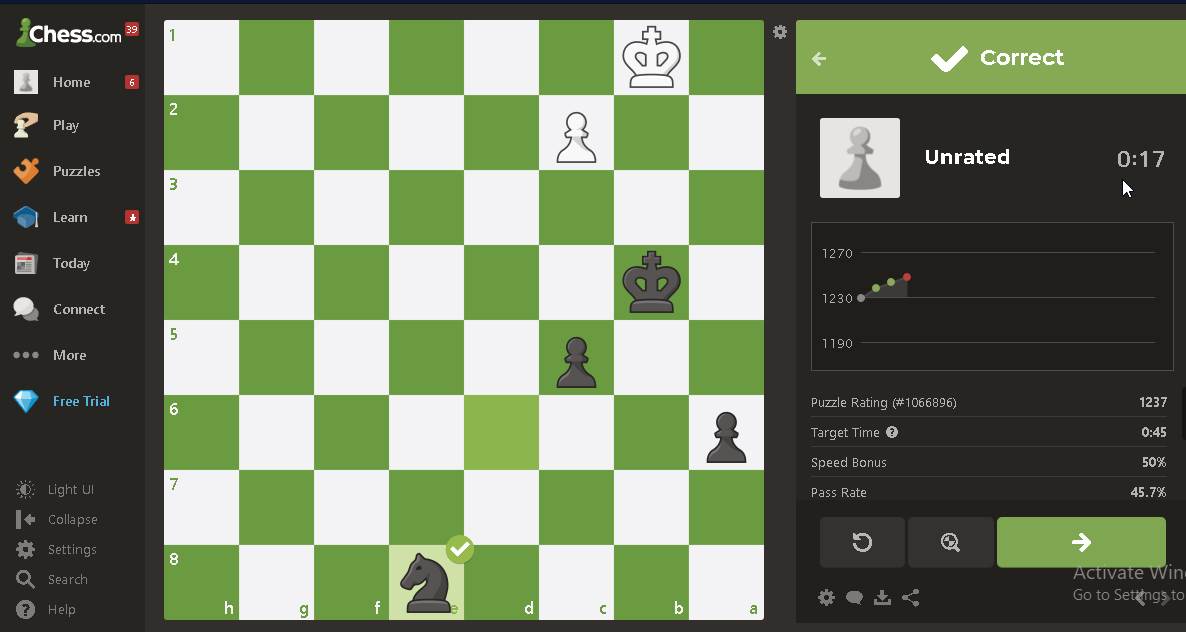 Chess.com 39
Home 6
Play
Puzzles
Learn
Today
Connect
More
Free Trial
Light UI
Collapse
Settings
Search
Help
1
2
3
4
5
6
7
8
h g f e d c b a
Correct
Unrated 0:17
1270
1230
1190
Puzzle Rating (#1066896) 1237
Target Time ? 0:45
Speed Bonus 50%
Pass Rate 45.7%
Activate Win
Go to Settings to